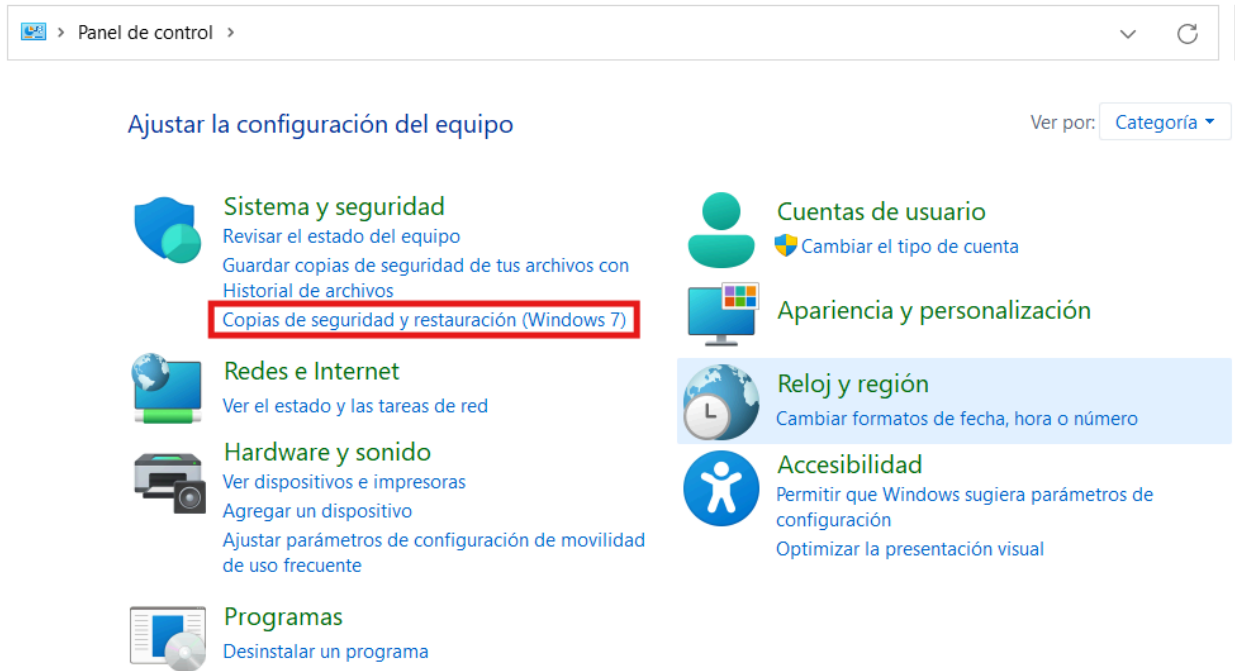 Panel de control
Ajustar la configuración del equipo
Ver por: Categoría
Sistema y seguridad
Revisar el estado del equipo
Guardar copias de seguridad de tus archivos con
Historial de archivos
Copias de seguridad y restauración (Windows 7)
Redes e Internet
Ver el estado y las tareas de red
Hardware y sonido
Ver dispositivos e impresoras
Agregar un dispositivo
Ajustar parámetros de configuración de movilidad
de uso frecuente
Programas
Desinstalar un programa
Cuentas de usuario
Cambiar el tipo de cuenta
Apariencia y personalización
Reloj y región
Cambiar formatos de fecha, hora o número
Accesibilidad
Permitir que Windows sugiera parámetros de
configuración
Optimizar la presentación visual